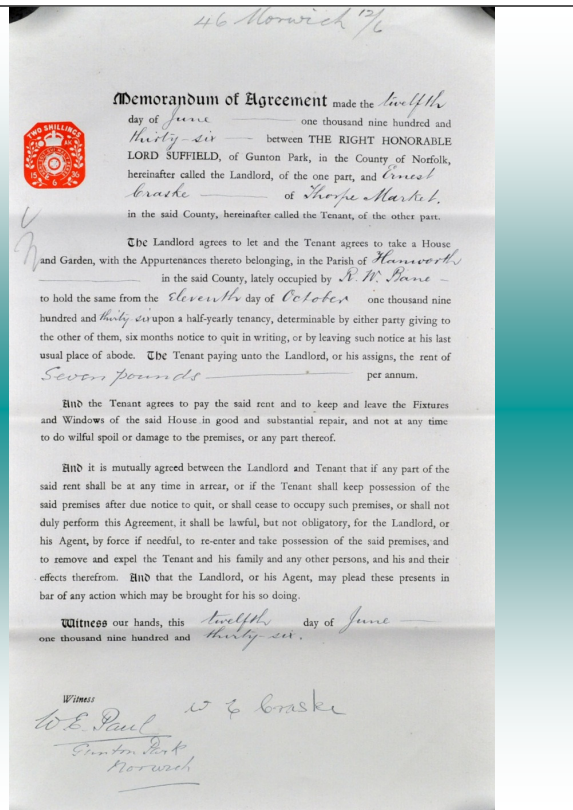 46 Norwich 12/6
Memorandum of Agreement made the twelfth
day of June one thousand nine hundred and
thirty-six between THE RIGHT HONORABLE
LORD SUFFIELD, of Gunton Park, in the County of Norfolk,
hereinafter called the Landlord, of the one part, and Ernest
Craske of Thorpe Market.
in the said County, hereinafter called the Tenant, of the other part.
TWO SHILLINGS
15 6 36
The Landlord agrees to let and the Tenant agrees to take a House
and Garden, with the Appurtenances thereto belonging, in the Parish of Hanworth
in the said County, lately occupied by R. W. Bane
to hold the same from the Eleventh day of October one thousand nine
hundred and thirty six upon a half-yearly tenancy, determinable by either party giving to
the other of them, six months notice to quit in writing, or by leaving such notice at his last
usual place of abode. The Tenant paying unto the Landlord, or his assigns, the rent of
Seven pounds per annum.
And the Tenant agrees to pay the said rent and to keep and leave the Fixtures
and Windows of the said House in good and substantial repair, and not at any time
to do wilful spoil or damage to the premises, or any part thereof.
And it is mutually agreed between the Landlord and Tenant that if any part of the
said rent shall be at any time in arrear, or if the Tenant shall keep possession of the
said premises after due notice to quit, or shall cease to occupy such premises, or shall not
duly perform this Agreement, it shall be lawful, but not obligatory, for the Landlord, or
his Agent, by force if needful, to re-enter and take possession of the said premises, and
to remove and expel the Tenant and his family and any other persons, and his and their
effects therefrom. And that the Landlord, or his Agent, may plead these presents in
bar of any action which may be brought for his so doing.
Witness our hands, this twelfth day of June
one thousand nine hundred and thirty-six.
Witness
W E Craske
W. E. Paul
Gunton Park
Norwich